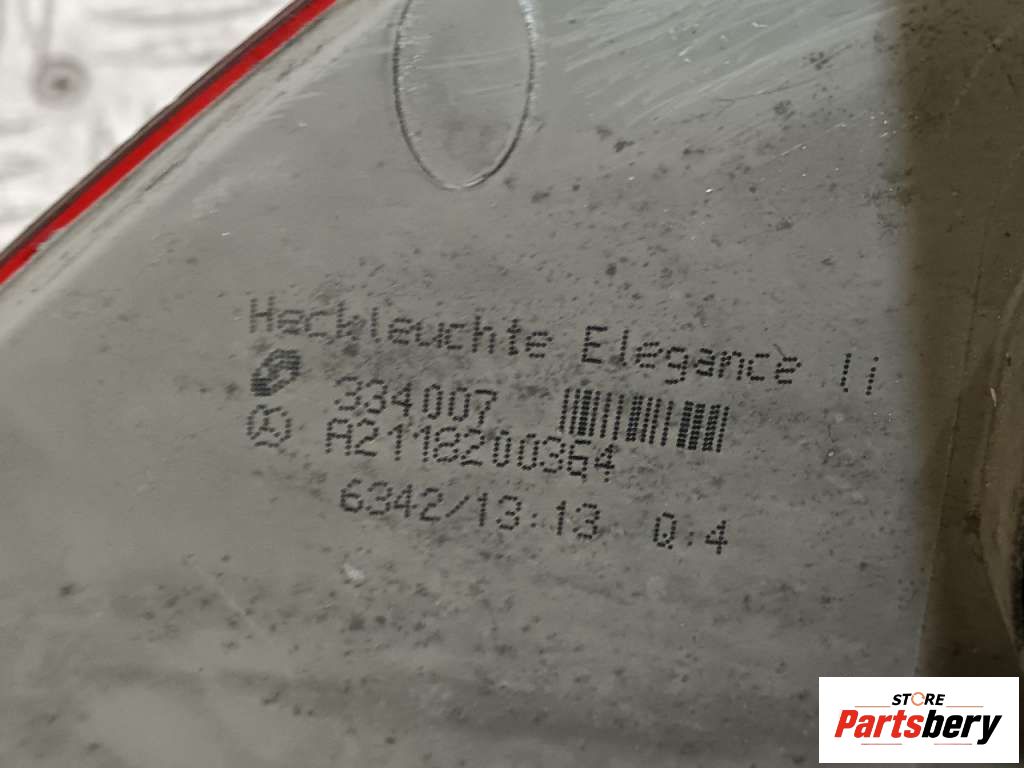 Heckleuchte Elegance li
334007
A2118200364
6342/13:13 Q:4
STORE
Partsbery